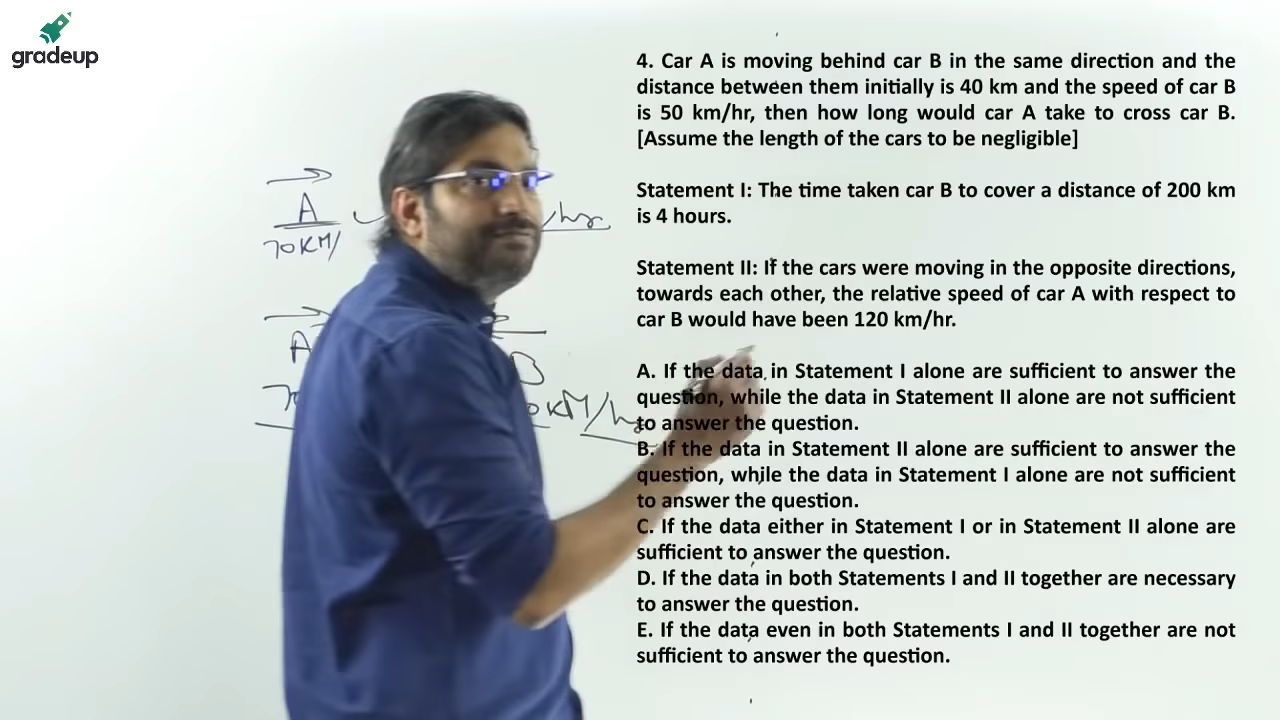 gradeup
4. Car A is moving behind car B in the same direction and the
distance between them initially is 40 km and the speed of car B
is 50 km/hr, then how long would car A take to cross car B.
[Assume the length of the cars to be negligible]
Statement I: The time taken car B to cover a distance of 200 km
is 4 hours.
Statement II: If the cars were moving in the opposite directions,
towards each other, the relative speed of car A with respect to
car B would have been 120 km/hr.
A. If the data in Statement I alone are sufficient to answer the
question, while the data in Statement II alone are not sufficient
to answer the question.
B. If the data in Statement II alone are sufficient to answer the
question, while the data in Statement I alone are not sufficient
to answer the question.
C. If the data either in Statement I or in Statement II alone are
sufficient to answer the question.
D. If the data in both Statements I and II together are necessary
to answer the question.
E. If the data even in both Statements I and II together are not
sufficient to answer the question.
A
70KM/
/hr
A
B
KM/hr